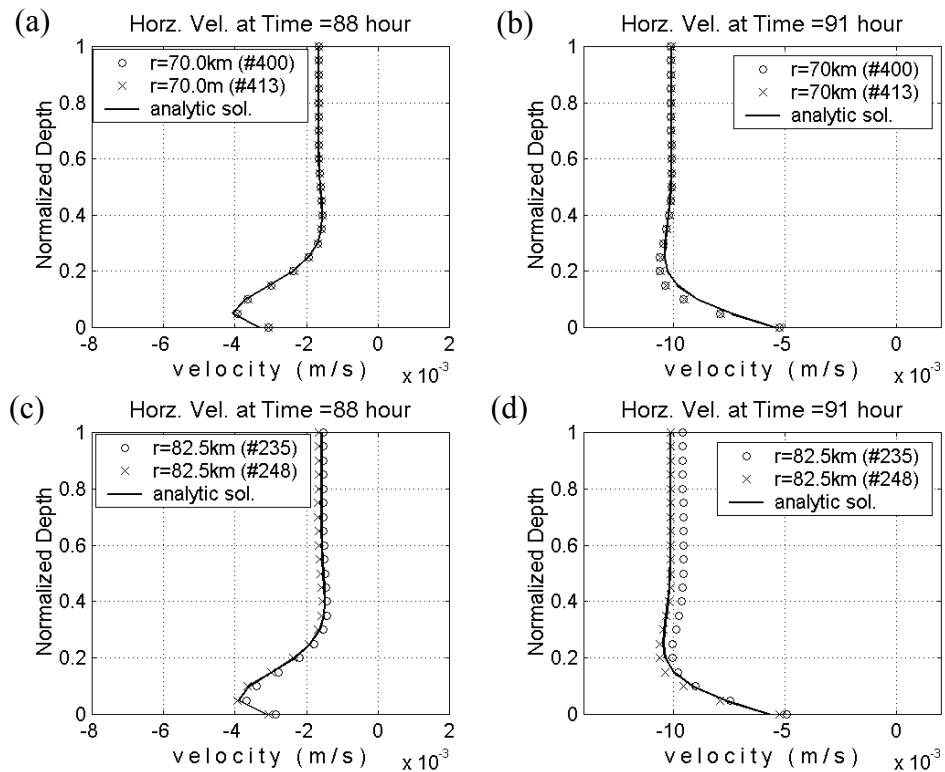 (a)
Horz. Vel. at Time =88 hour
1
0.8
0.6
0.4
0.2
0
Normalized Depth
r=70.0km (#400)
r=70.0m (#413)
analytic sol.
-8 -6 -4 -2 0 2
velocity (m/s)
x 10^-3
(b)
Horz. Vel. at Time =91 hour
1
0.8
0.6
0.4
0.2
0
Normalized Depth
r=70km (#400)
r=70km (#413)
analytic sol.
-10 -5 0
velocity (m/s)
x 10^-3
(c)
Horz. Vel. at Time =88 hour
1
0.8
0.6
0.4
0.2
0
Normalized Depth
r=82.5km (#235)
r=82.5km (#248)
analytic sol.
-8 -6 -4 -2 0 2
velocity (m/s)
x 10^-3
(d)
Horz. Vel. at Time =91 hour
1
0.8
0.6
0.4
0.2
0
Normalized Depth
r=82.5km (#235)
r=82.5km (#248)
analytic sol.
-10 -5 0
velocity (m/s)
x 10^-3